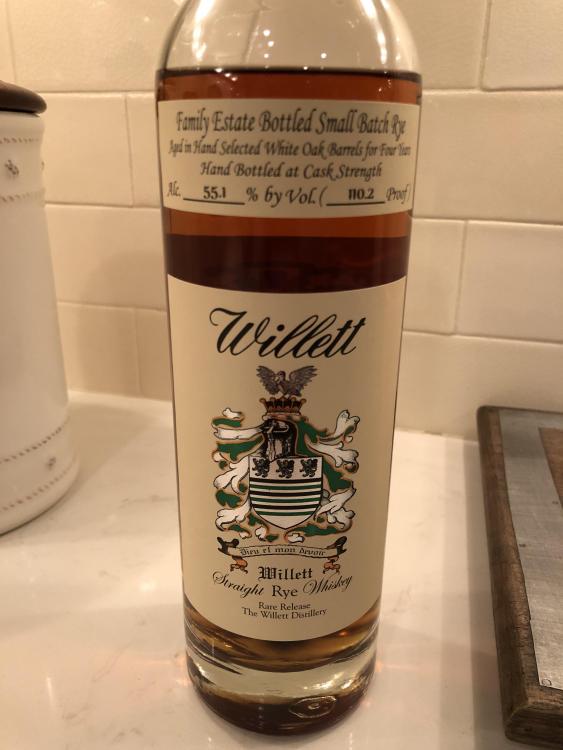 Family Estate Bottled Small Batch Rye
Aged in Hand Selected White Oak Barrels for Four Years
Hand Bottled at Cask Strength
Alc. 55.1 % by Vol. ( 110.2 Proof )
Willett
Dieu et mon devoir
Willett
Straight Rye Whiskey
Rare Release
The Willett Distillery